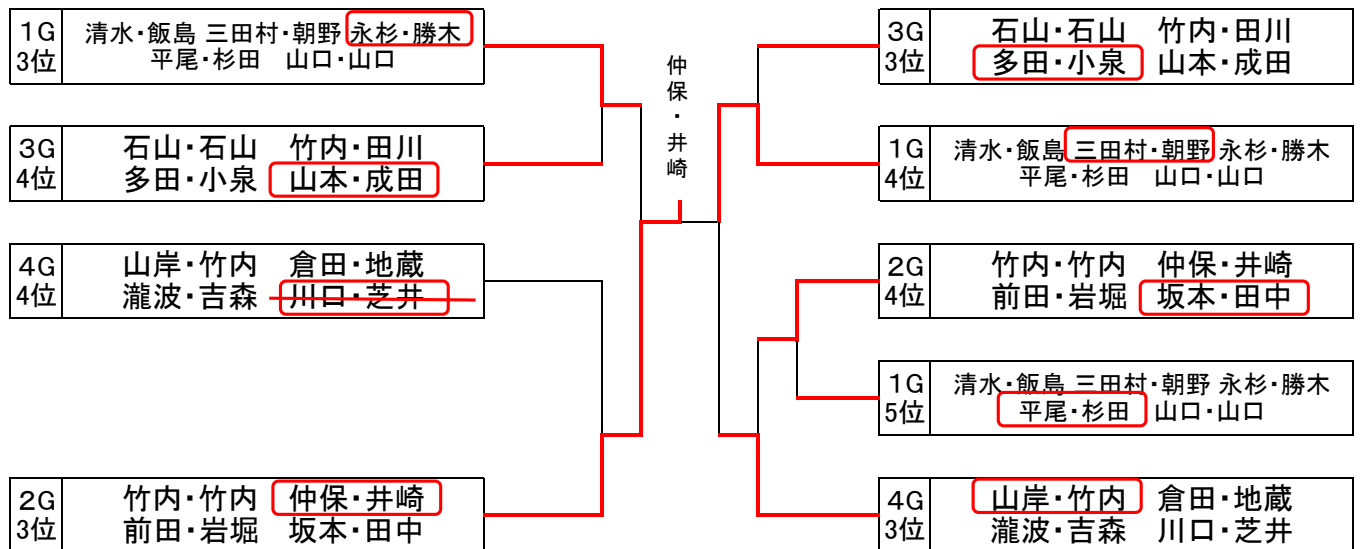 1G 清水・飯島 三田村・朝野 永杉・勝木
3位 平尾・杉田 山口・山口
3G 石山・石山 竹内・田川
4位 多田・小泉 山本・成田
4G 山岸・竹内 倉田・地蔵
4位 瀧波・吉森 川口・芝井
2G 竹内・竹内 仲保・井崎
3位 前田・岩堀 坂本・田中
仲保・井崎
3G 石山・石山 竹内・田川
3位 多田・小泉 山本・成田
1G 清水・飯島 三田村・朝野 永杉・勝木
4位 平尾・杉田 山口・山口
2G 竹内・竹内 仲保・井崎
4位 前田・岩堀 坂本・田中
1G 清水・飯島 三田村・朝野 永杉・勝木
5位 平尾・杉田 山口・山口
4G 山岸・竹内 倉田・地蔵
3位 瀧波・吉森 川口・芝井